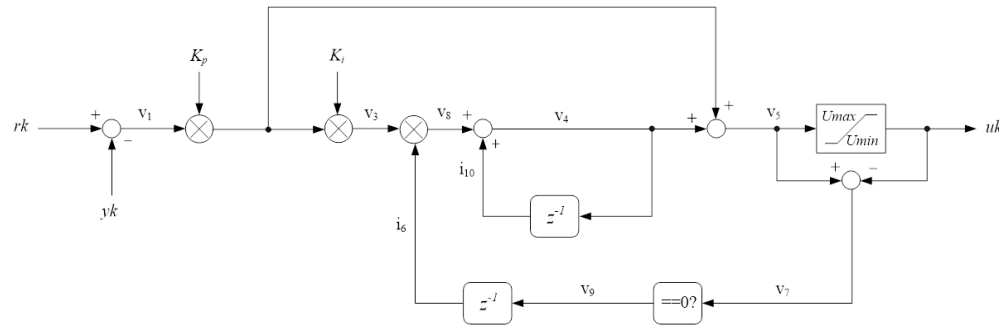 Kp
Ki
rk
+
−
v1
v3
v8
+
+
v4
+
+
v5
Umax
Umin
uk
yk
i10
z-1
+
−
i6
z-1
v9
==0?
v7